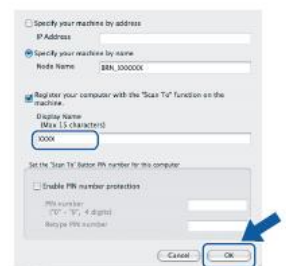 Specify your machine by address
IP Address
Specify your machine by name
Node Name BRN_XXXXXX
Register your computer with the "Scan To" function on the
machine.
Display Name
(Max 15 characters)
XXXX
Set the "Scan To" Button PIN number for this computer
Enable PIN number protection
PIN number
("0" - "9", 4 digits)
Retype PIN number
Cancel OK